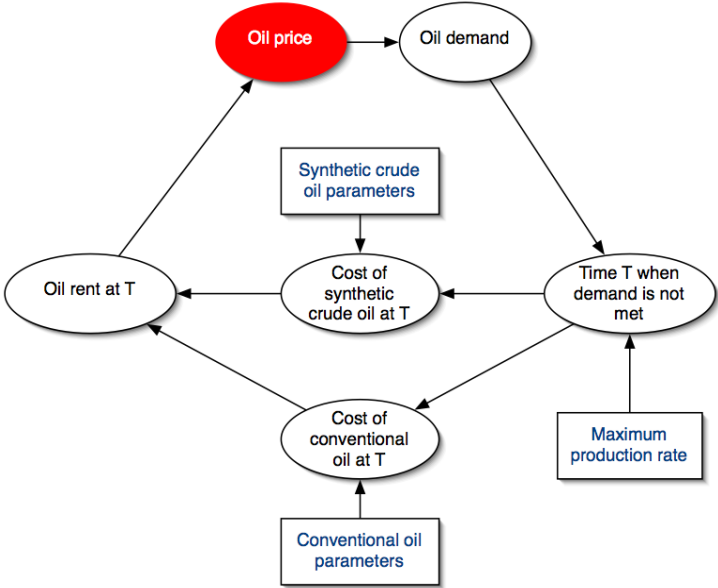 Oil price
Oil demand
Synthetic crude
oil parameters
Oil rent at T
Cost of
synthetic
crude oil at T
Time T when
demand is not
met
Cost of
conventional
oil at T
Maximum
production rate
Conventional oil
parameters